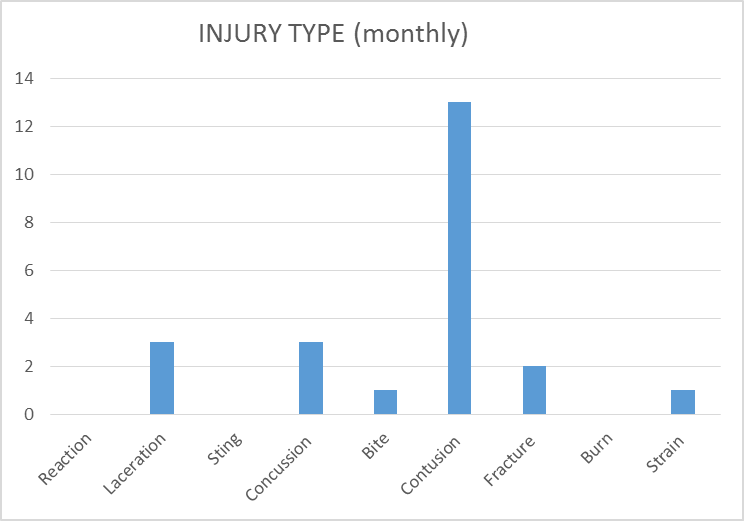 INJURY TYPE (monthly)
14
12
10
8
6
4
2
0
Reaction
Laceration
Sting
Concussion
Bite
Contusion
Fracture
Burn
Strain